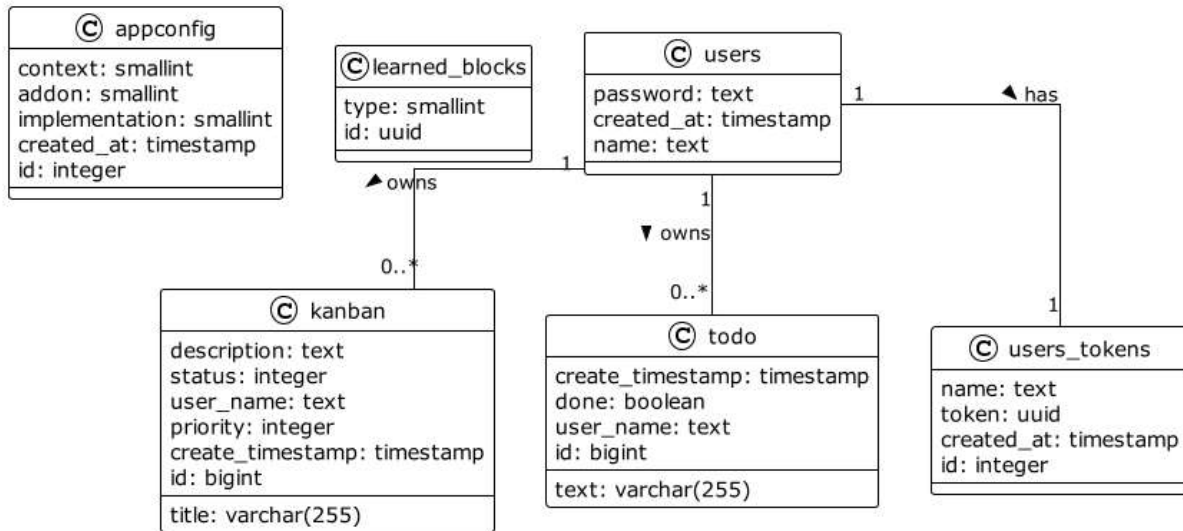 C appconfig
context: smallint
addon: smallint
implementation: smallint
created_at: timestamp
id: integer
C learned_blocks
type: smallint
id: uuid
C users
password: text
created_at: timestamp
name: text
1
has
1
1
owns
0..*
1
owns
0..*
1
C kanban
description: text
status: integer
user_name: text
priority: integer
create_timestamp: timestamp
id: bigint
title: varchar(255)
C todo
create_timestamp: timestamp
done: boolean
user_name: text
id: bigint
text: varchar(255)
C users_tokens
name: text
token: uuid
created_at: timestamp
id: integer